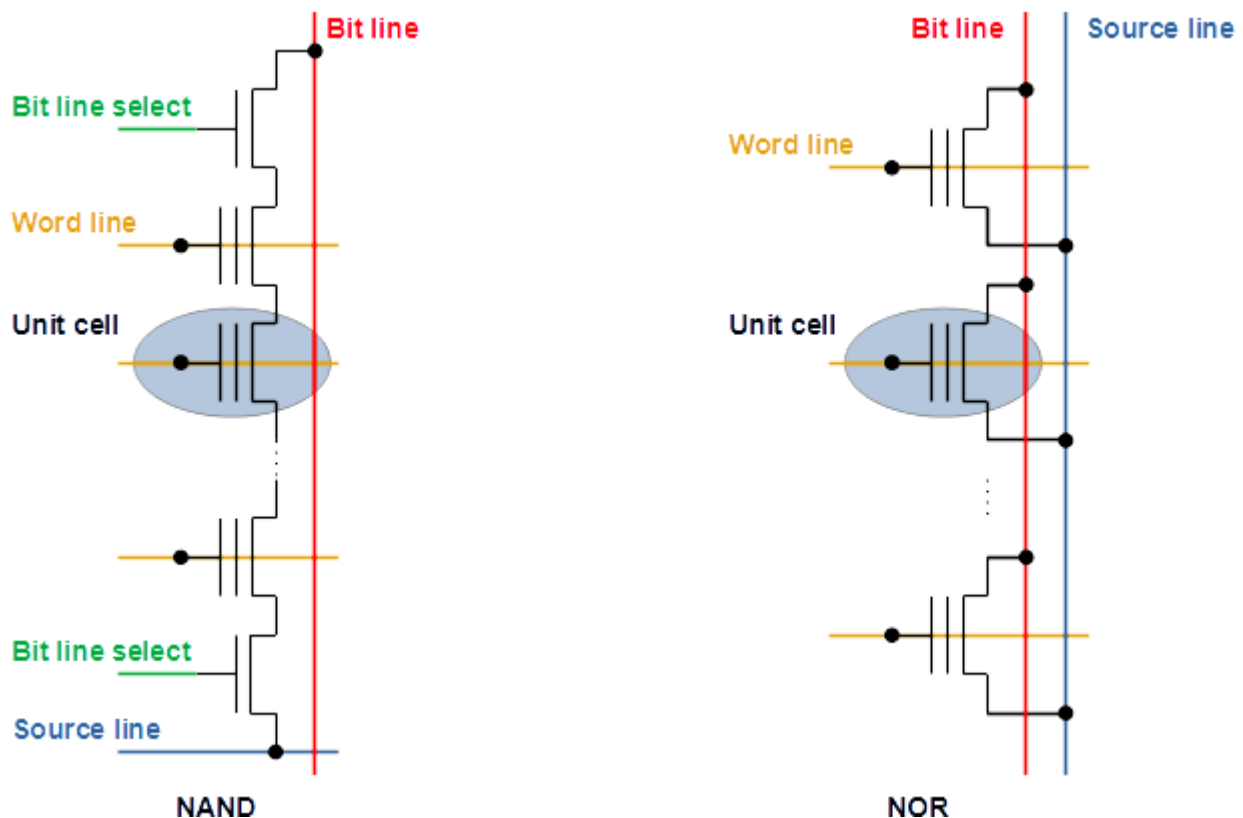 Bit line
Bit line select
Word line
Unit cell
Bit line select
Source line
NAND
Bit line
Source line
Word line
Unit cell
NOR